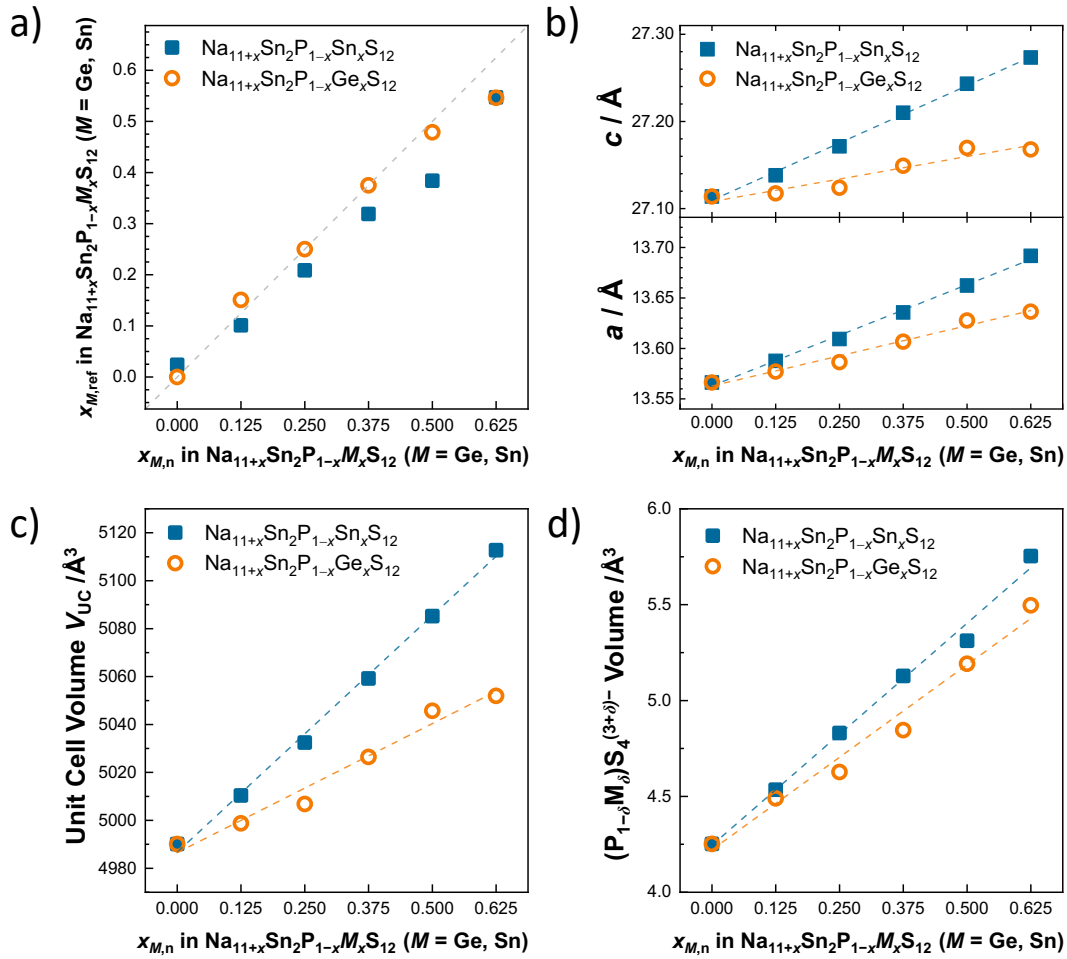 a)
x_M,ref in Na₁₁₊ₓSn₂P₁₋ₓMₓS₁₂ (M = Ge, Sn)
Na₁₁₊ₓSn₂P₁₋ₓSnₓS₁₂
Na₁₁₊ₓSn₂P₁₋ₓGeₓS₁₂
0.6
0.5
0.4
0.3
0.2
0.1
0.0
0.000 0.125 0.250 0.375 0.500 0.625
x_M,n in Na₁₁₊ₓSn₂P₁₋ₓMₓS₁₂ (M = Ge, Sn)
b)
c / Å
27.30
27.20
27.10
Na₁₁₊ₓSn₂P₁₋ₓSnₓS₁₂
Na₁₁₊ₓSn₂P₁₋ₓGeₓS₁₂
a / Å
13.70
13.65
13.60
13.55
0.000 0.125 0.250 0.375 0.500 0.625
x_M,n in Na₁₁₊ₓSn₂P₁₋ₓMₓS₁₂ (M = Ge, Sn)
c)
Unit Cell Volume V_UC /Å³
Na₁₁₊ₓSn₂P₁₋ₓSnₓS₁₂
Na₁₁₊ₓSn₂P₁₋ₓGeₓS₁₂
5120
5100
5080
5060
5040
5020
5000
4980
0.000 0.125 0.250 0.375 0.500 0.625
x_M,n in Na₁₁₊ₓSn₂P₁₋ₓMₓS₁₂ (M = Ge, Sn)
d)
(P₁₋δMδ)S₄⁽³⁺ᵟ⁾⁻ Volume /Å³
Na₁₁₊ₓSn₂P₁₋ₓSnₓS₁₂
Na₁₁₊ₓSn₂P₁₋ₓGeₓS₁₂
6.0
5.5
5.0
4.5
4.0
0.000 0.125 0.250 0.375 0.500 0.625
x_M,n in Na₁₁₊ₓSn₂P₁₋ₓMₓS₁₂ (M = Ge, Sn)